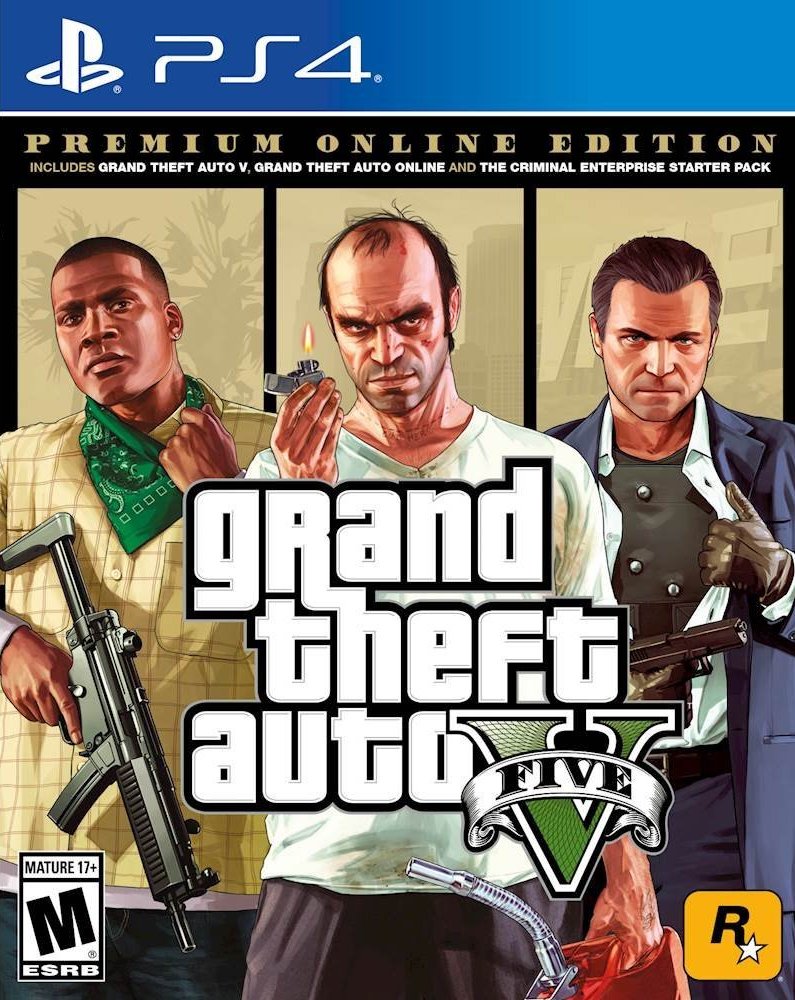 PS4®
PREMIUM ONLINE EDITION
INCLUDES GRAND THEFT AUTO V, GRAND THEFT AUTO ONLINE AND THE CRIMINAL ENTERPRISE STARTER PACK
grand
theft
auto V
FIVE
MATURE 17+
M
®
ESRB
R